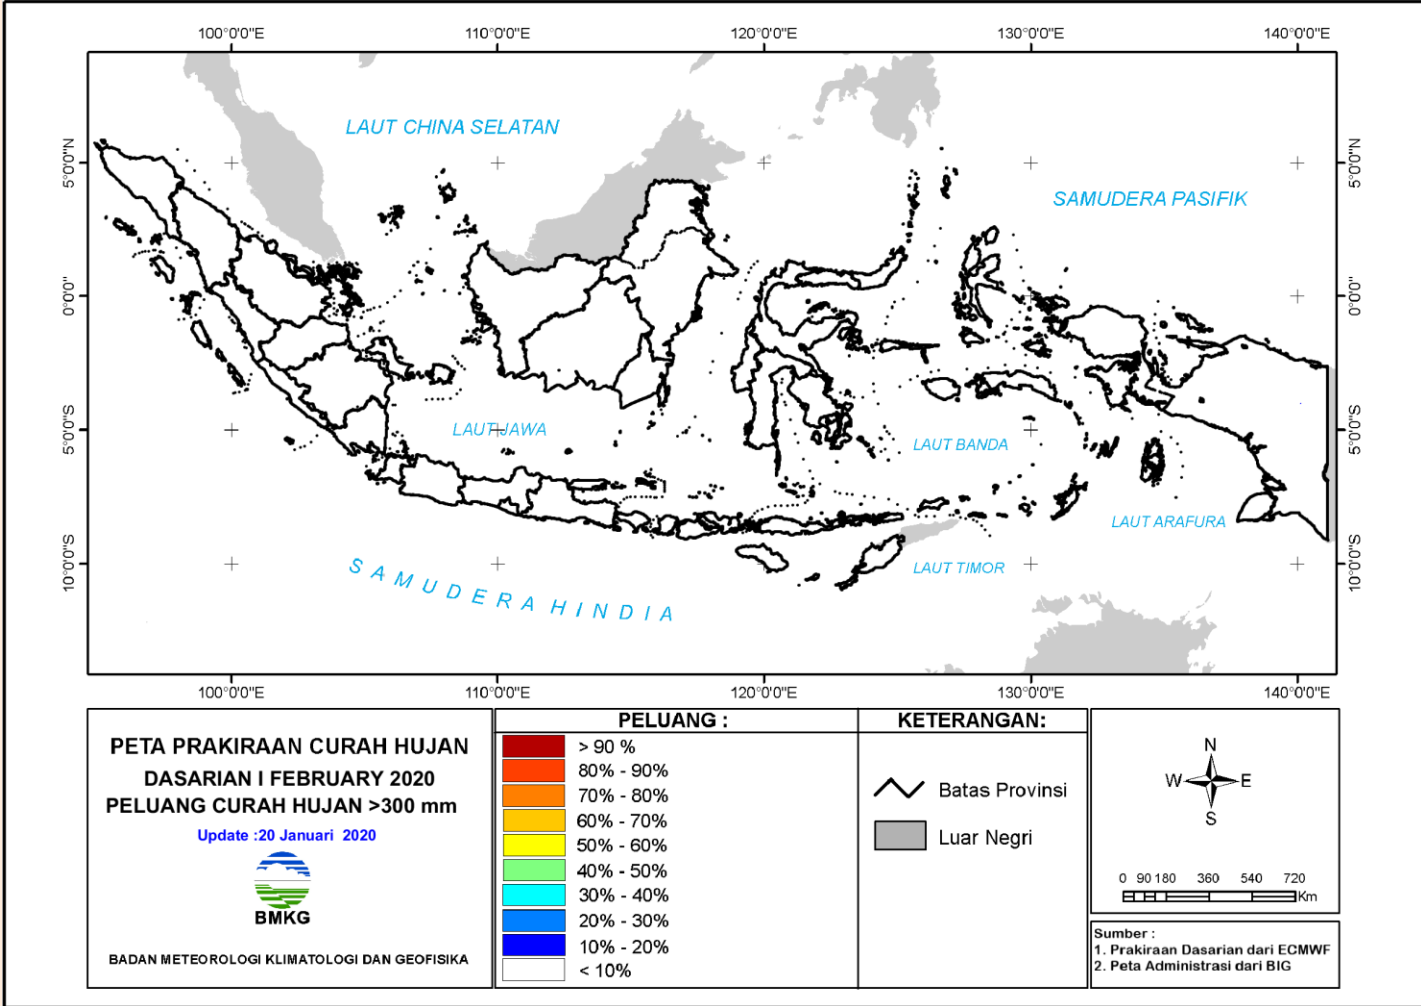 100°0'0"E 110°0'0"E 120°0'0"E 130°0'0"E 140°0'0"E
5°0'0"N
0°0'0"
5°0'0"S
10°0'0"S
LAUT CHINA SELATAN
SAMUDERA PASIFIK
LAUT JAWA
LAUT BANDA
LAUT ARAFURA
LAUT TIMOR
SAMUDERA HINDIA
5°0'0"N
0°0'0"
5°0'0"S
10°0'0"S
100°0'0"E 110°0'0"E 120°0'0"E 130°0'0"E 140°0'0"E
PETA PRAKIRAAN CURAH HUJAN
DASARIAN I FEBRUARY 2020
PELUANG CURAH HUJAN >300 mm
Update :20 Januari 2020
BMKG
BADAN METEOROLOGI KLIMATOLOGI DAN GEOFISIKA
PELUANG :
> 90 %
80% - 90%
70% - 80%
60% - 70%
50% - 60%
40% - 50%
30% - 40%
20% - 30%
10% - 20%
< 10%
KETERANGAN:
Batas Provinsi
Luar Negri
N
W E
S
0 90 180 360 540 720
Km
Sumber :
1. Prakiraan Dasarian dari ECMWF
2. Peta Administrasi dari BIG